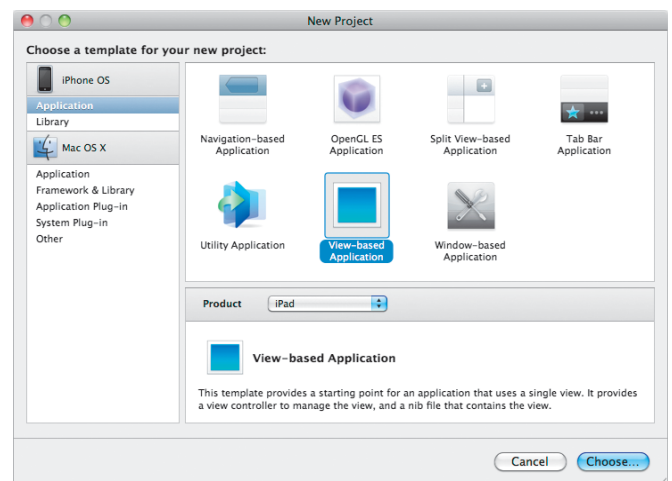 New Project
Choose a template for your new project:
iPhone OS
Application
Library
Mac OS X
Application
Framework & Library
Application Plug-in
System Plug-in
Other
Navigation-based
Application
OpenGL ES
Application
Split View-based
Application
Tab Bar
Application
Utility Application
View-based
Application
Window-based
Application
Product
iPad
View-based Application
This template provides a starting point for an application that uses a single view. It provides
a view controller to manage the view, and a nib file that contains the view.
Cancel
Choose...